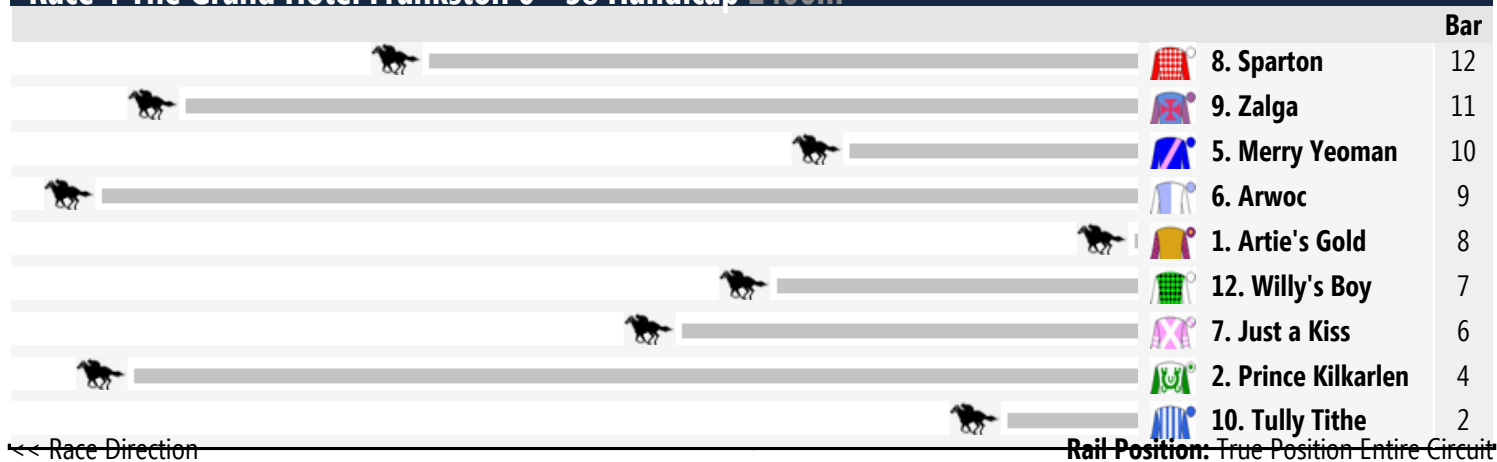 Bar
8. Sparton 12
9. Zalga 11
5. Merry Yeoman 10
6. Arwoc 9
1. Artie's Gold 8
12. Willy's Boy 7
7. Just a Kiss 6
2. Prince Kilkarlen 4
10. Tully Tithe 2
<< Race Direction Rail Position: True Position Entire Circuit